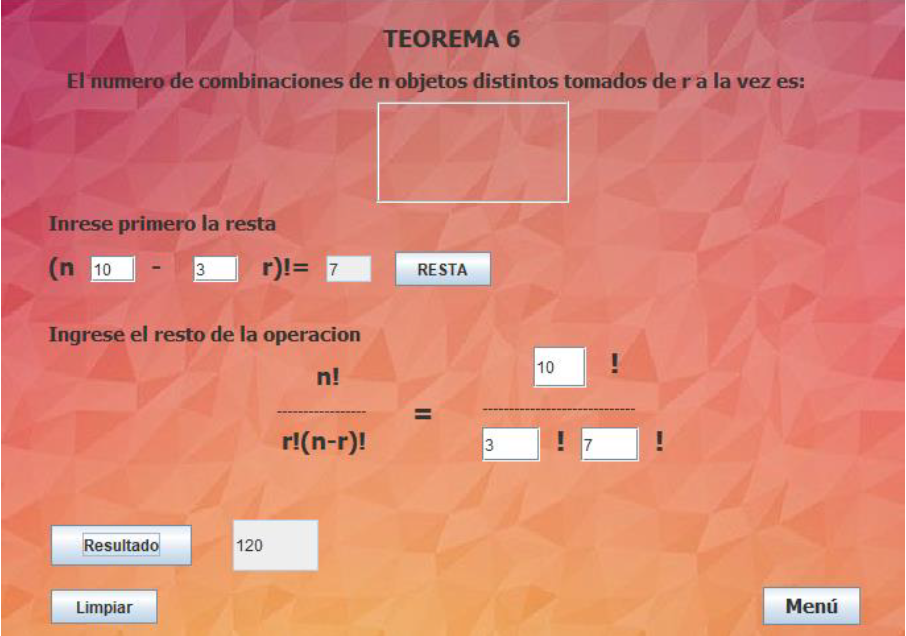 TEOREMA 6
El numero de combinaciones de n objetos distintos tomados de r a la vez es:
Inrese primero la resta
(n 10 - 3 r)!= 7 RESTA
Ingrese el resto de la operacion
n! 10 !
---------------- = ----------------------------
r!(n-r)! 3 ! 7 !
Resultado 120
Limpiar Menú